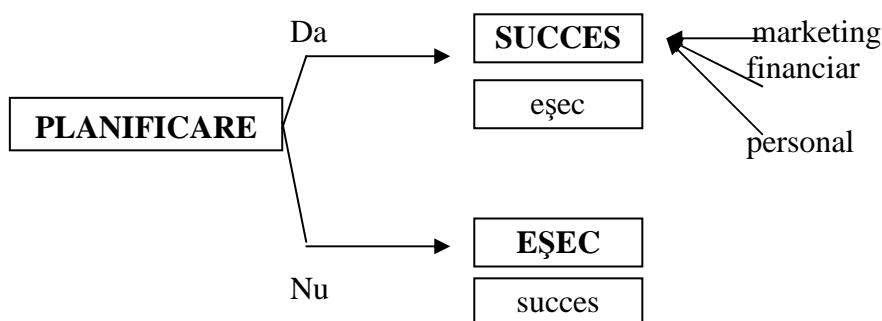 Da
SUCCES
marketing
financiar
eşec
PLANIFICARE
personal
EŞEC
Nu
succes